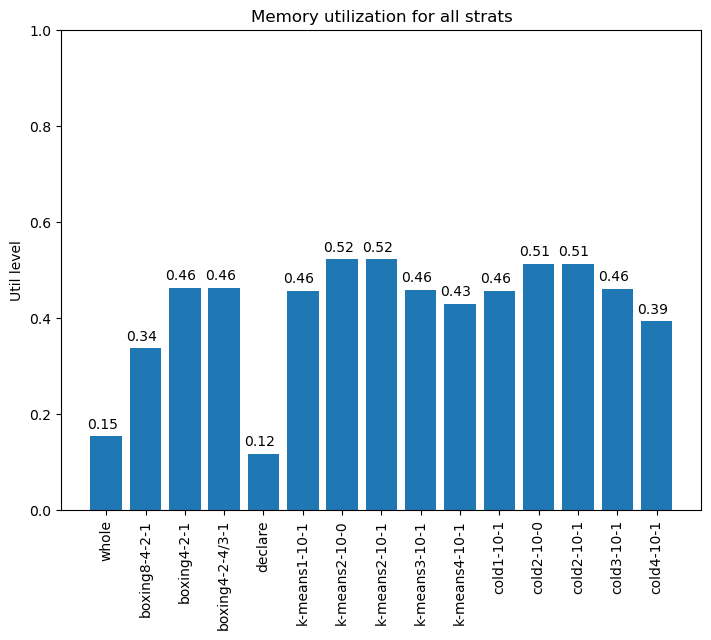 Memory utilization for all strats
Util level
1.0
0.8
0.6
0.4
0.2
0.0
0.15
0.34
0.46
0.46
0.12
0.46
0.52
0.52
0.46
0.43
0.46
0.51
0.51
0.46
0.39
whole
boxing8-4-2-1
boxing4-2-1
boxing4-2-4/3-1
declare
k-means1-10-1
k-means2-10-0
k-means2-10-1
k-means3-10-1
k-means4-10-1
cold1-10-1
cold2-10-0
cold2-10-1
cold3-10-1
cold4-10-1